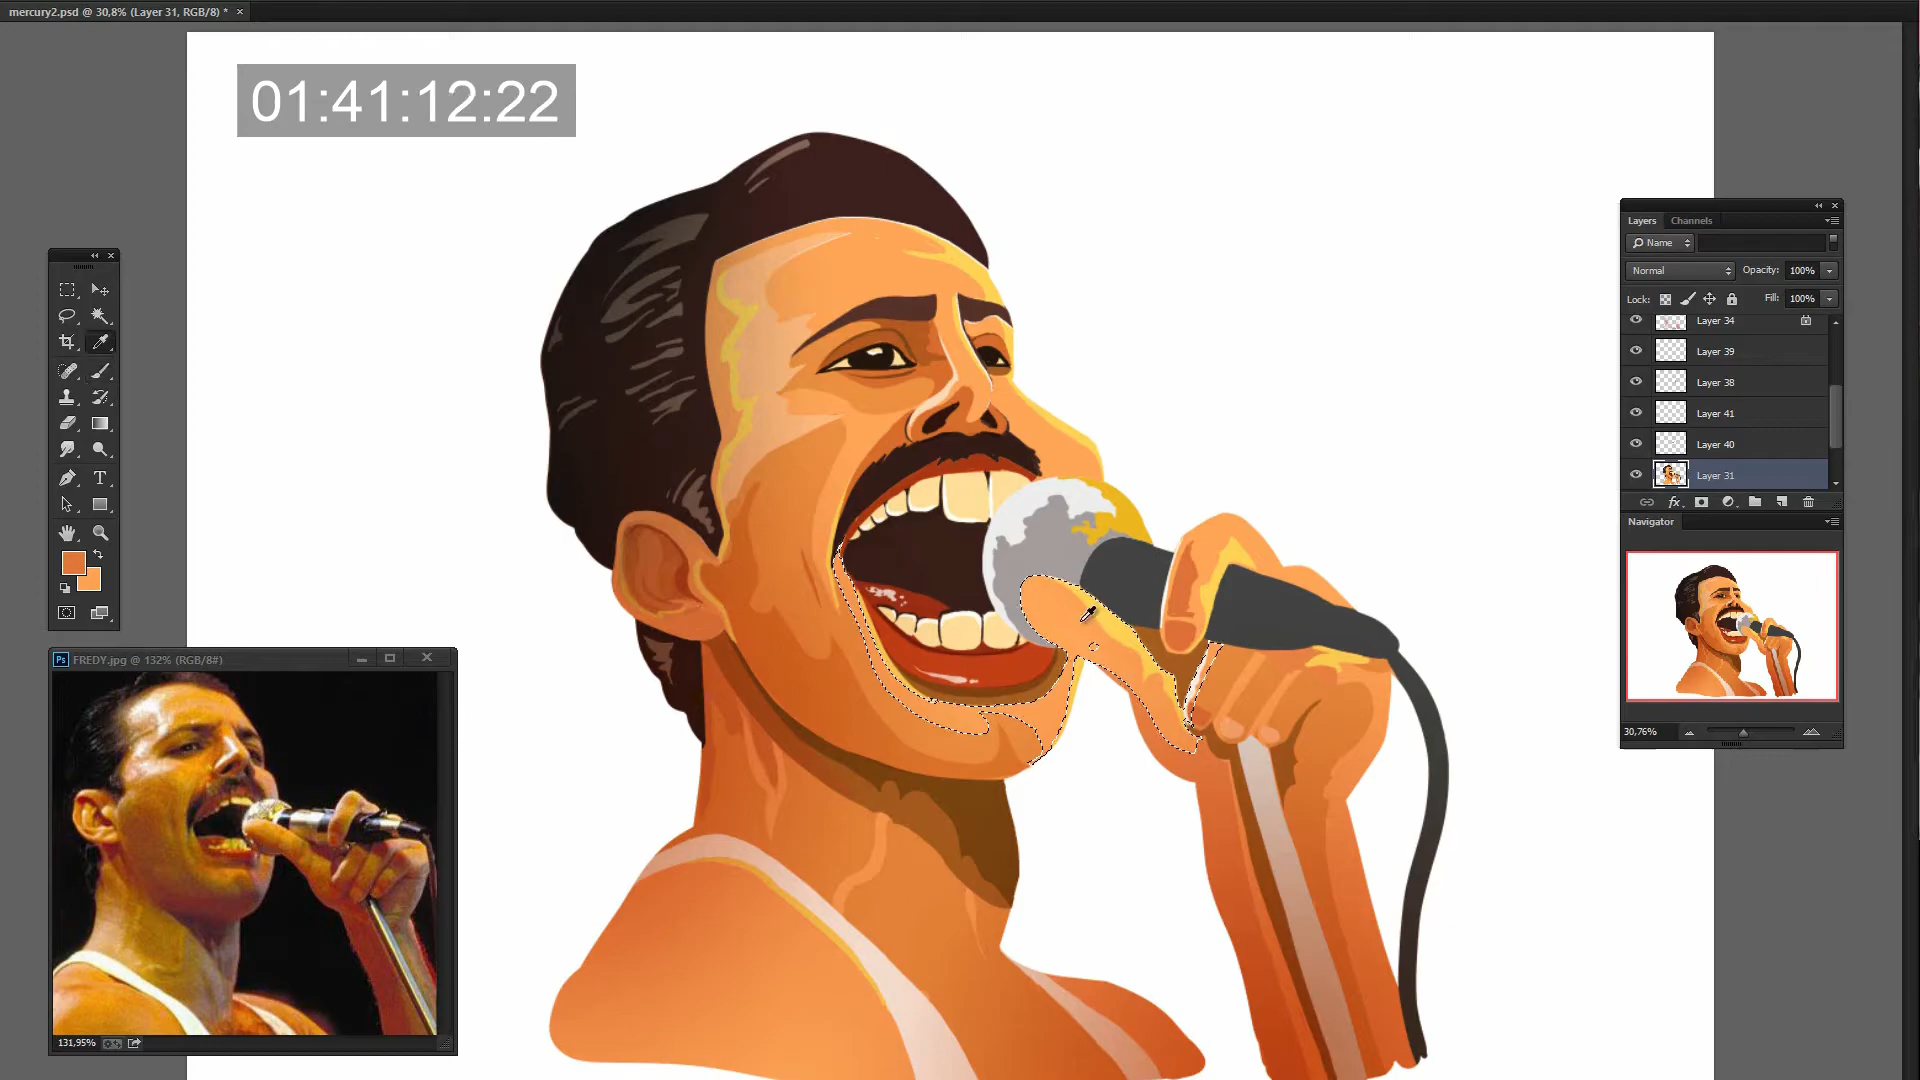 mercury2.psd @ 30,8% (Layer 31, RGB/8) * ×
01:41:12:22
Layers Channels
Name
Normal Opacity: 100%
Lock: Fill: 100%
Layer 34
Layer 39
Layer 38
Layer 41
Layer 40
Layer 31
fx
Navigator
30,76%
T
Ps FREDY.jpg @ 132% (RGB/8#)
131,95%